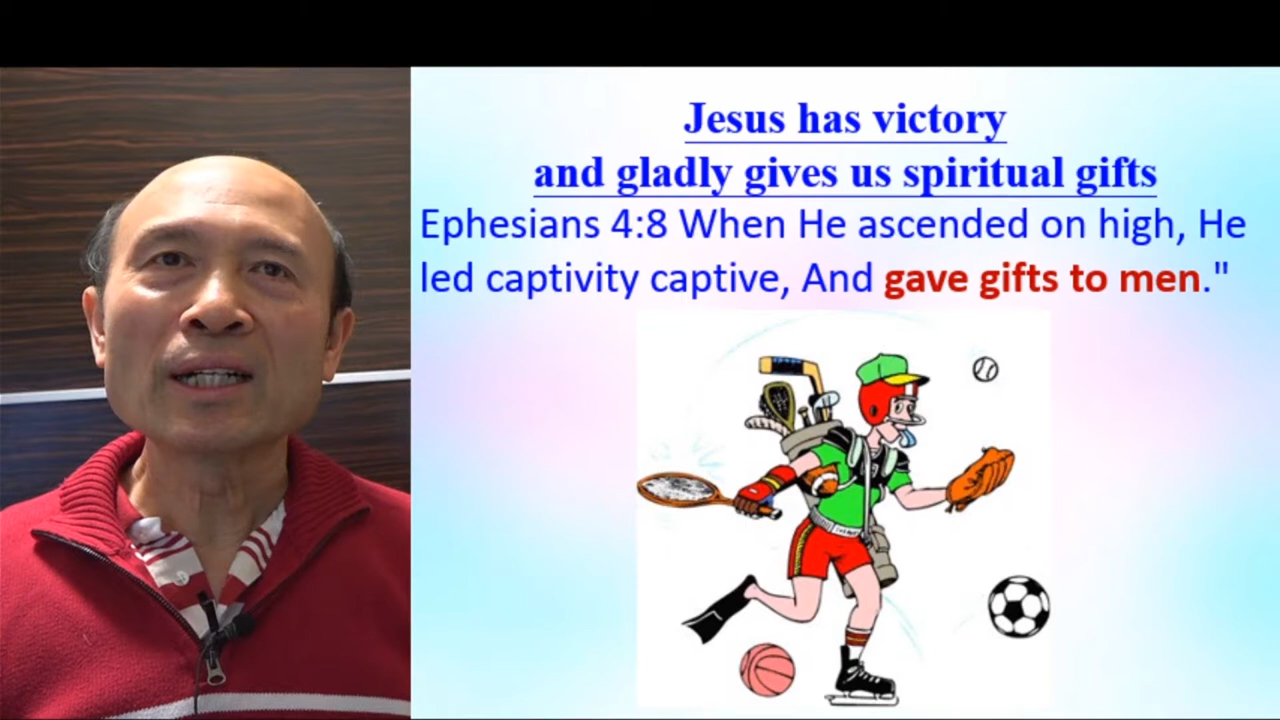 Jesus has victory
and gladly gives us spiritual gifts
Ephesians 4:8 When He ascended on high, He
led captivity captive, And gave gifts to men."